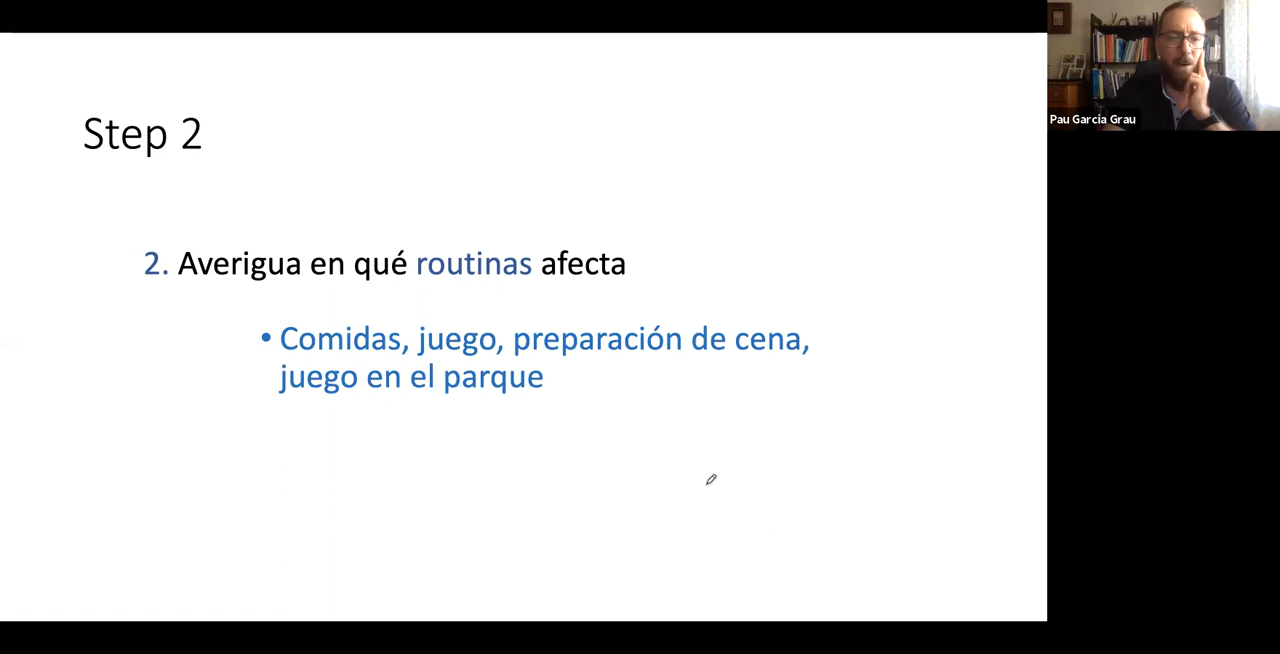 Step 2
2. Averigua en qué routinas afecta
• Comidas, juego, preparación de cena,
juego en el parque
Pau García Grau